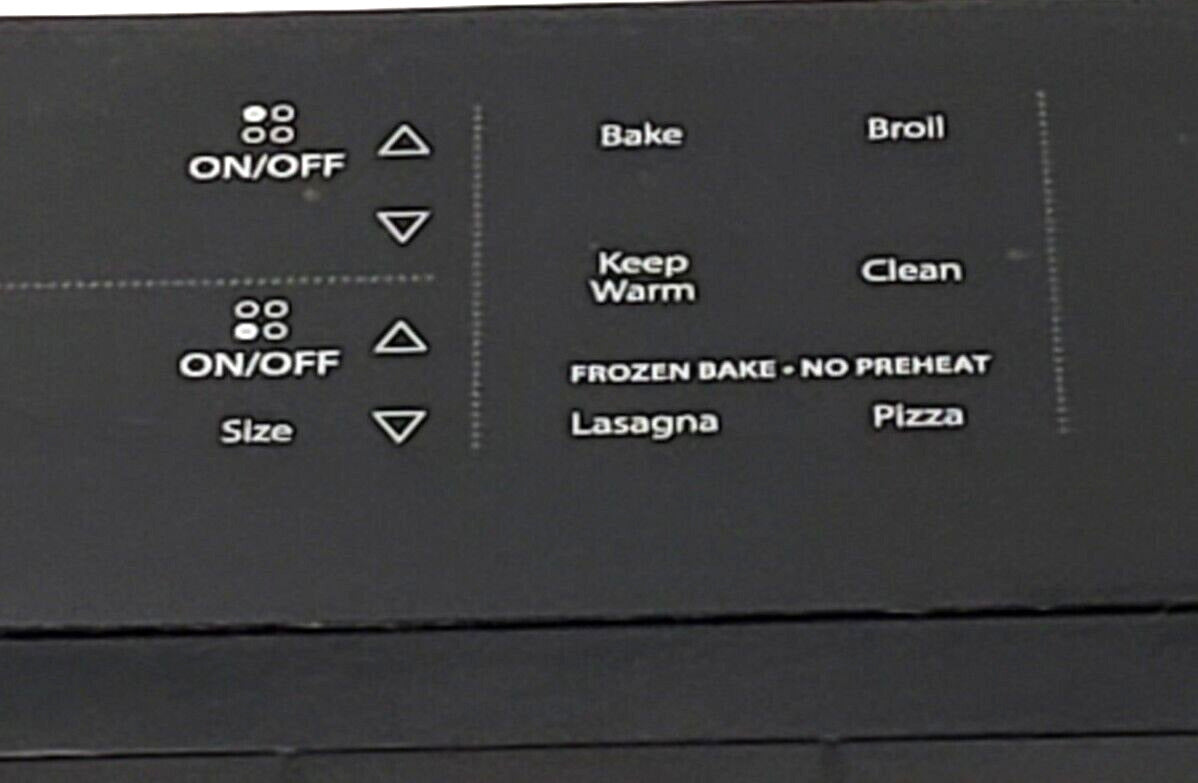 ON/OFF
Bake
Broil
Keep
Warm
Clean
ON/OFF
Size
FROZEN BAKE • NO PREHEAT
Lasagna
Pizza